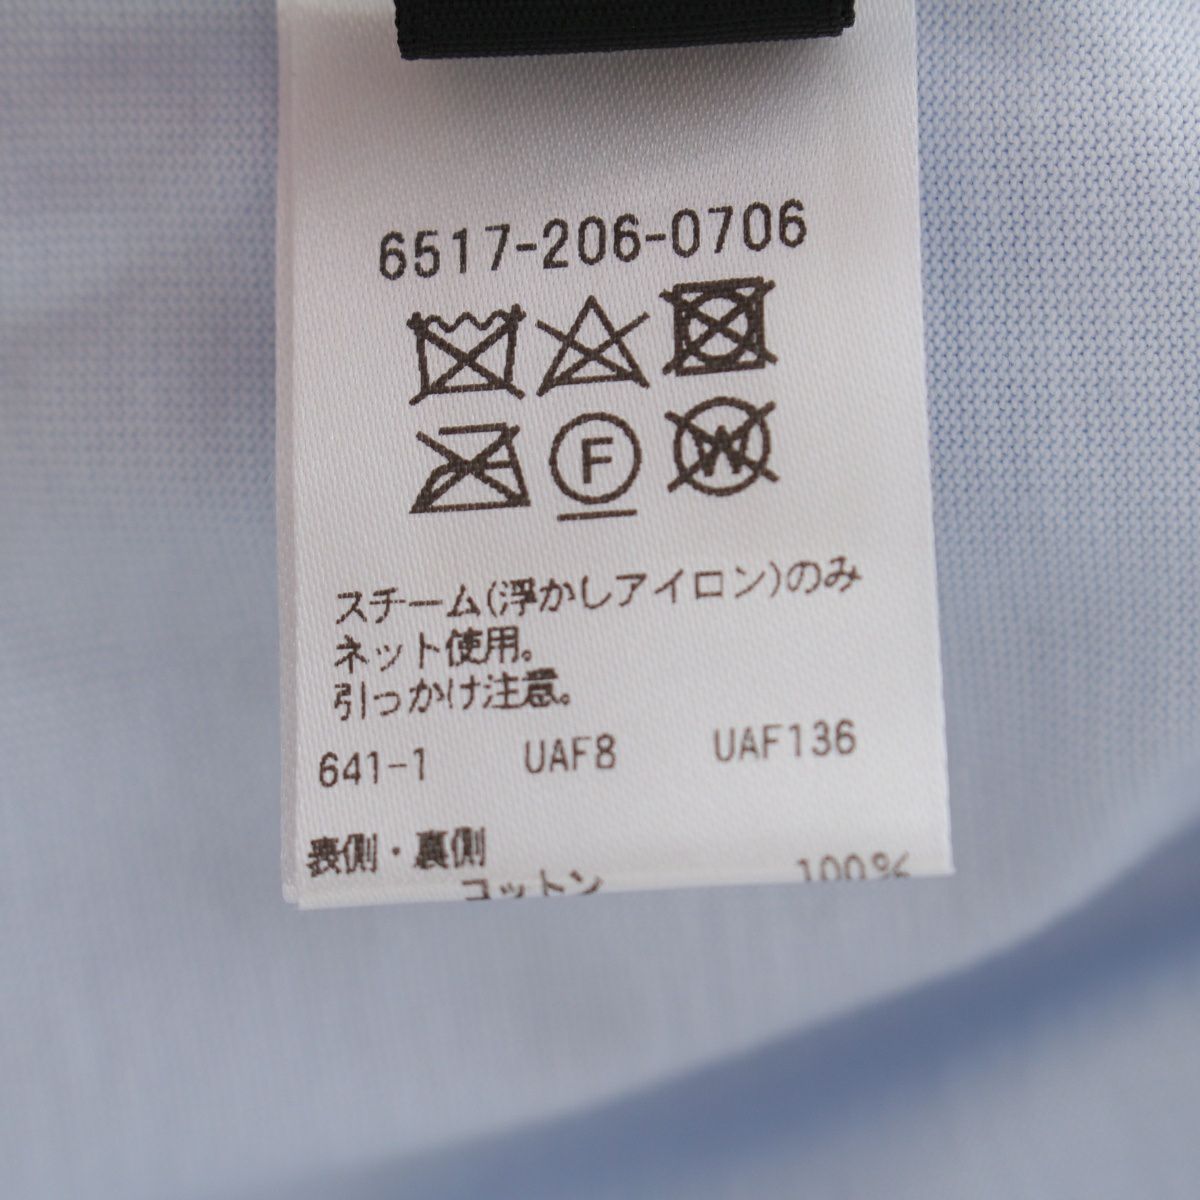 6517-206-0706
F
W
スチーム(浮かしアイロン)のみ
ネット使用。
引っかけ注意。
641-1 UAF8 UAF136
表側・裏側
コットン 100%